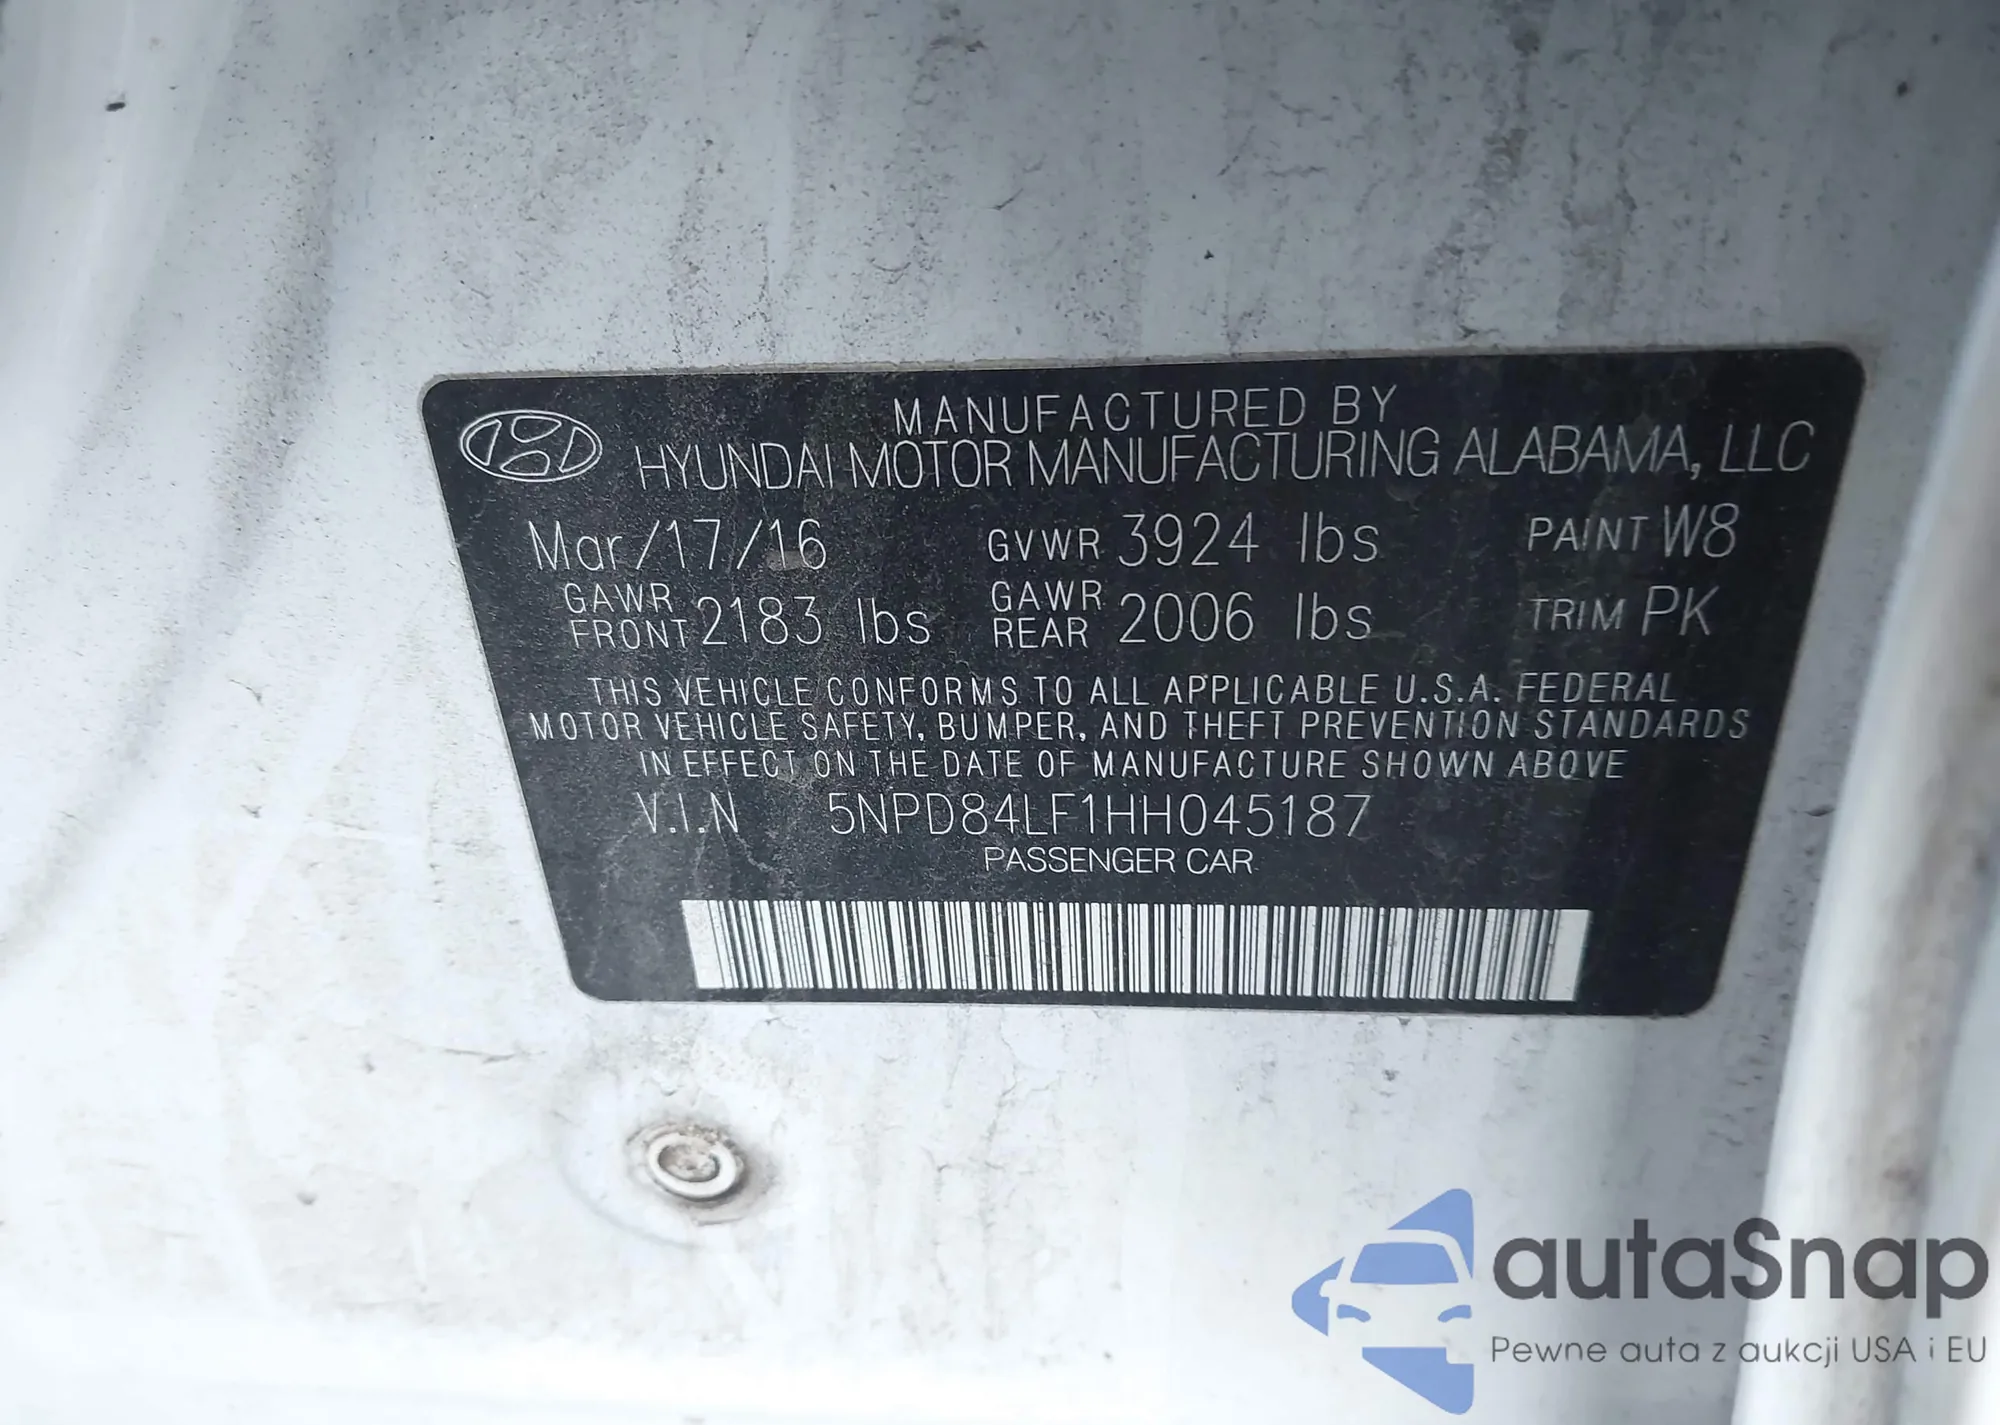 MANUFACTURED BY
HYUNDAI MOTOR MANUFACTURING ALABAMA, LLC
Mar/17/16 GVWR 3924 lbs PAINT W8
GAWR FRONT 2183 lbs GAWR REAR 2006 lbs TRIM PK
THIS VEHICLE CONFORMS TO ALL APPLICABLE U.S.A. FEDERAL
MOTOR VEHICLE SAFETY, BUMPER, AND THEFT PREVENTION STANDARDS
IN EFFECT ON THE DATE OF MANUFACTURE SHOWN ABOVE
V.I.N 5NPD84LF1HH045187
PASSENGER CAR
autaSnap
Pewne auta z aukcji USA i EU